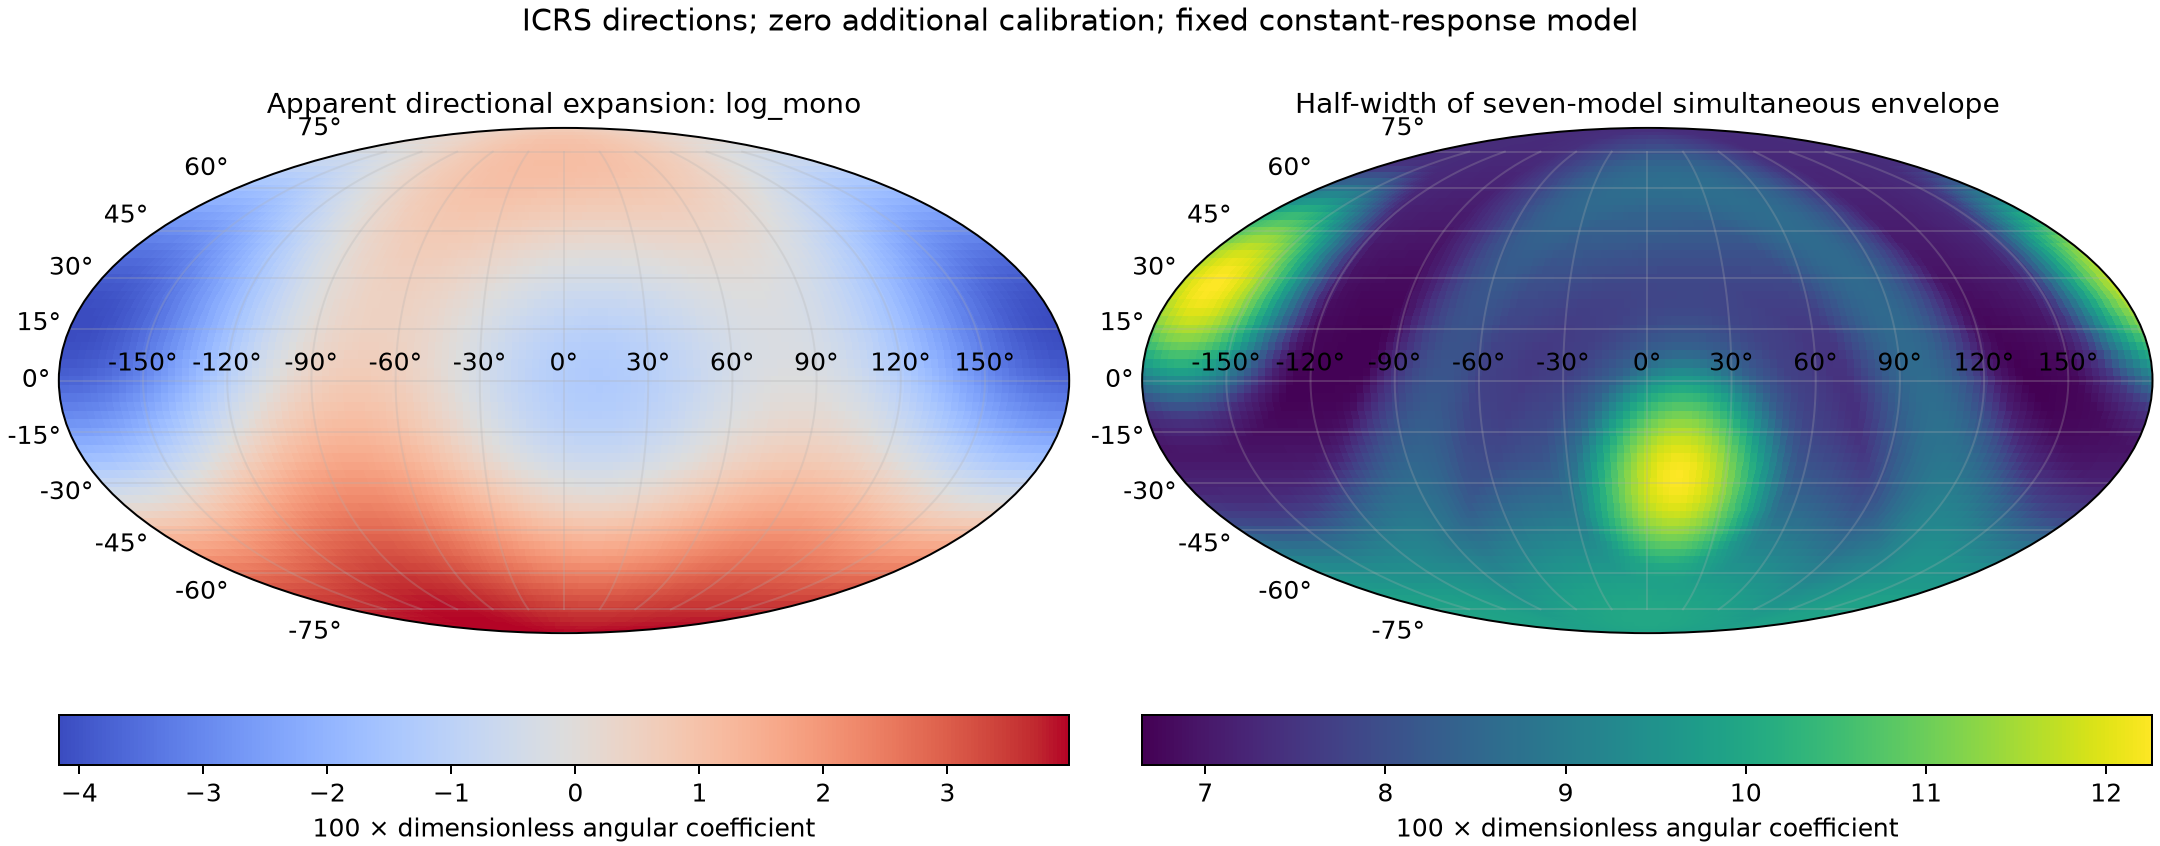 ICRS directions; zero additional calibration; fixed constant-response model
Apparent directional expansion: log_mono
75°
60°
45°
30°
15°
0°
-15°
-30°
-45°
-60°
-75°
-150° -120° -90° -60° -30° 0° 30° 60° 90° 120° 150°
−4 −3 −2 −1 0 1 2 3
100 × dimensionless angular coefficient
Half-width of seven-model simultaneous envelope
75°
60°
45°
30°
15°
0°
-15°
-30°
-45°
-60°
-75°
-150° -120° -90° -60° -30° 0° 30° 60° 90° 120° 150°
7 8 9 10 11 12
100 × dimensionless angular coefficient